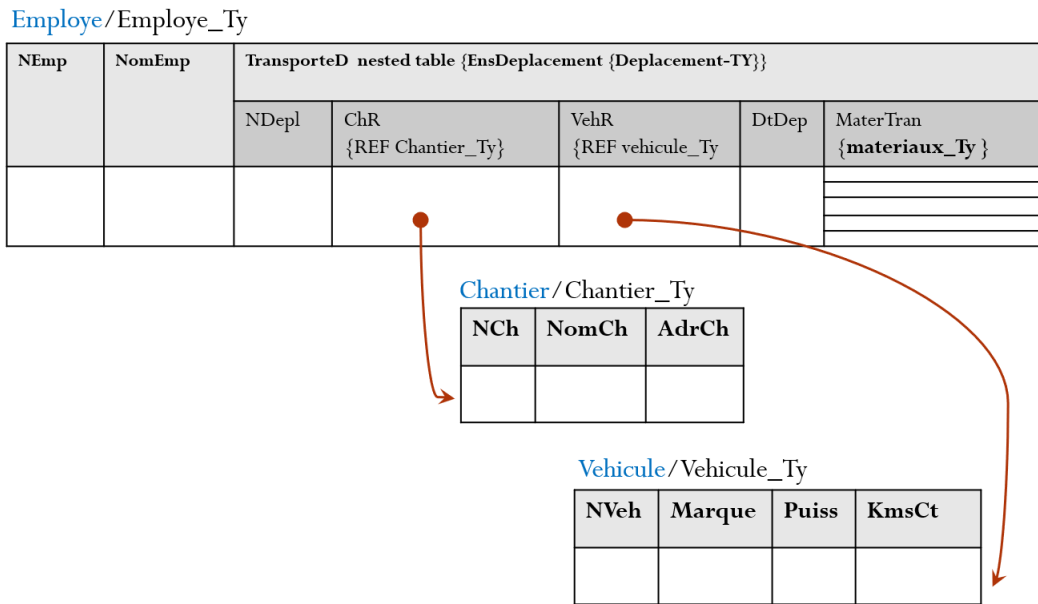 Employe/Employe_Ty
NEmp NomEmp TransporteD nested table {EnsDeplacement {Deplacement-TY}}
NDepl ChR VehR DtDep MaterTran
{REF Chantier_Ty} {REF vehicule_Ty {materiaux_Ty }
Chantier/Chantier_Ty
NCh NomCh AdrCh
Vehicule/Vehicule_Ty
NVeh Marque Puiss KmsCt